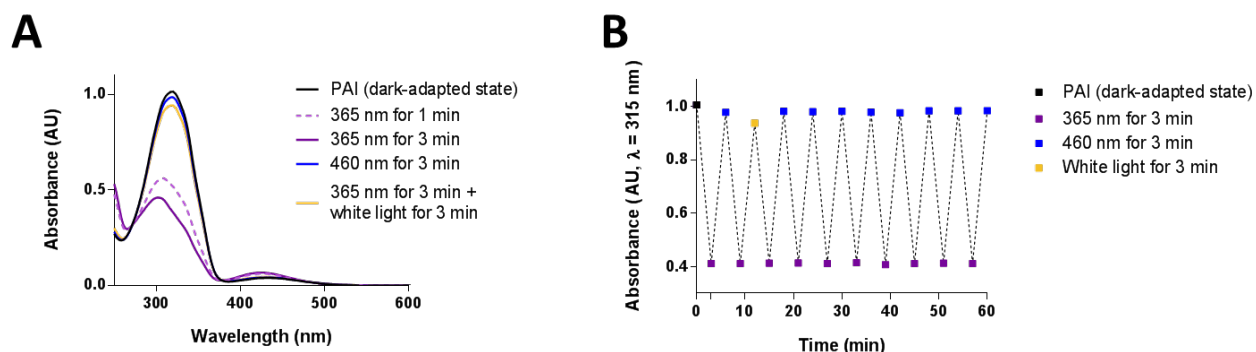 A
Absorbance (AU)
1.0
0.5
0.0
300
400
500
600
Wavelength (nm)
PAI (dark-adapted state)
365 nm for 1 min
365 nm for 3 min
460 nm for 3 min
365 nm for 3 min +
white light for 3 min
B
Absorbance ( AU, λ = 315 nm)
1.0
0.8
0.6
0.4
0
10
20
30
40
50
60
Time (min)
PAI (dark-adapted state)
365 nm for 3 min
460 nm for 3 min
White light for 3 min